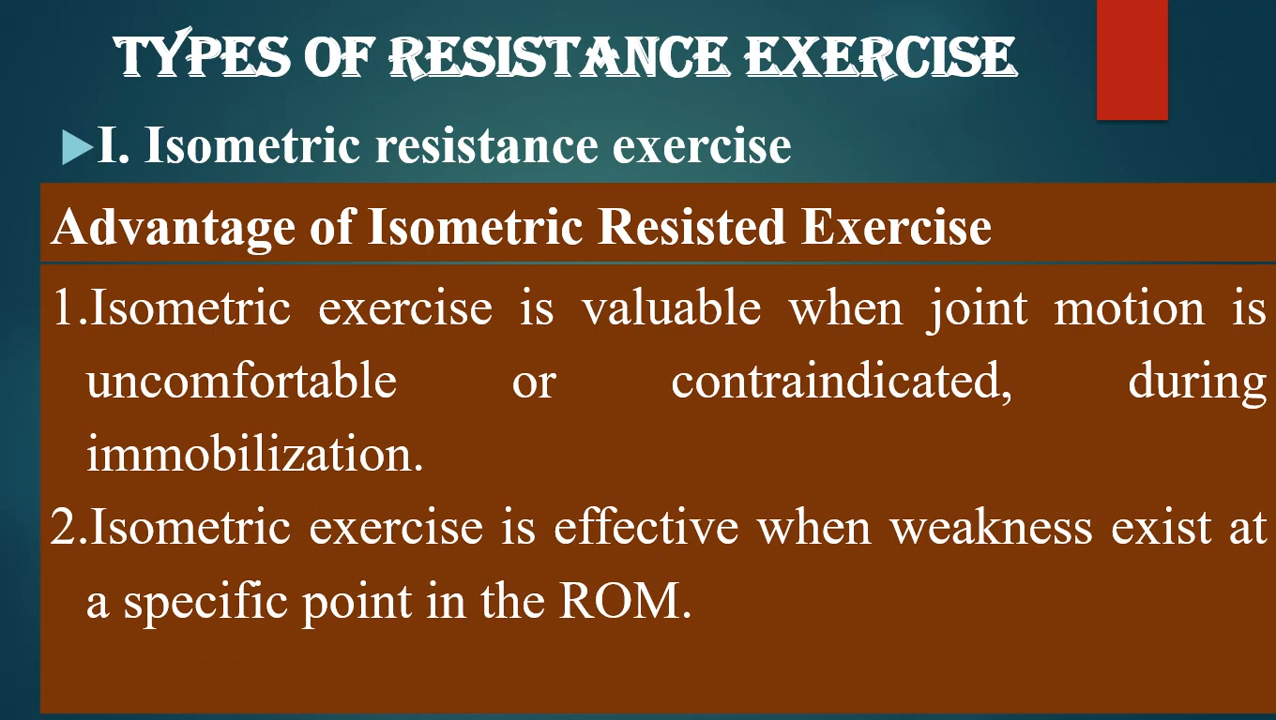 TYPES OF RESISTANCE EXERCISE
I. Isometric resistance exercise
Advantage of Isometric Resisted Exercise
1.Isometric exercise is valuable when joint motion is
uncomfortable or contraindicated, during
immobilization.
2.Isometric exercise is effective when weakness exist at
a specific point in the ROM.